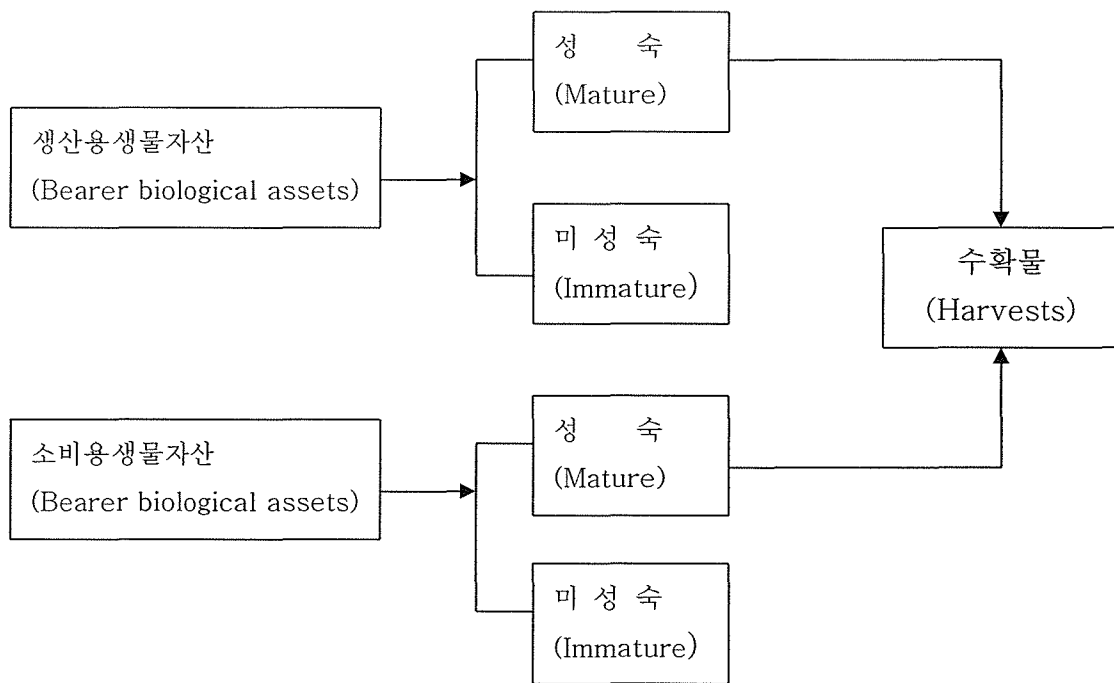 성 숙
(Mature)
생산용생물자산
(Bearer biological assets)
미 성 숙
(Immature)
수확물
(Harvests)
성 숙
(Mature)
소비용생물자산
(Bearer biological assets)
미 성 숙
(Immature)